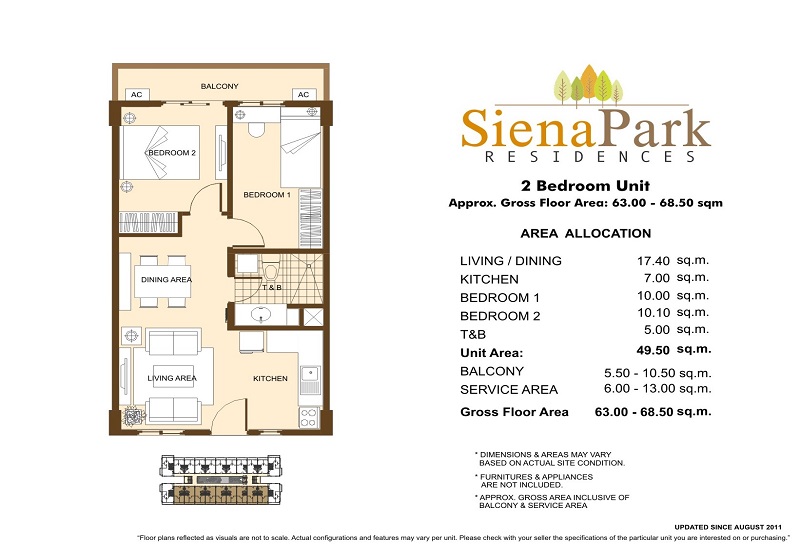 BALCONY
AC
AC
BEDROOM 2
BEDROOM 1
DINING AREA
T & B
LIVING AREA
KITCHEN
SienaPark
RESIDENCES
2 Bedroom Unit
Approx. Gross Floor Area: 63.00 - 68.50 sqm
AREA ALLOCATION
LIVING / DINING 17.40 sq.m.
KITCHEN 7.00 sq.m.
BEDROOM 1 10.00 sq.m.
BEDROOM 2 10.10 sq.m.
T&B 5.00 sq.m.
Unit Area: 49.50 sq.m.
BALCONY 5.50 - 10.50 sq.m.
SERVICE AREA 6.00 - 13.00 sq.m.
Gross Floor Area 63.00 - 68.50 sq.m.
* DIMENSIONS & AREAS MAY VARY
BASED ON ACTUAL SITE CONDITION.
* FURNITURES & APPLIANCES
ARE NOT INCLUDED.
* APPROX. GROSS AREA INCLUSIVE OF
BALCONY & SERVICE AREA
UPDATED SINCE AUGUST 2011
"Floor plans reflected as visuals are not to scale. Actual configurations and features may vary per unit. Please check with your seller the specifications of the particular unit you are interested on or purchasing."